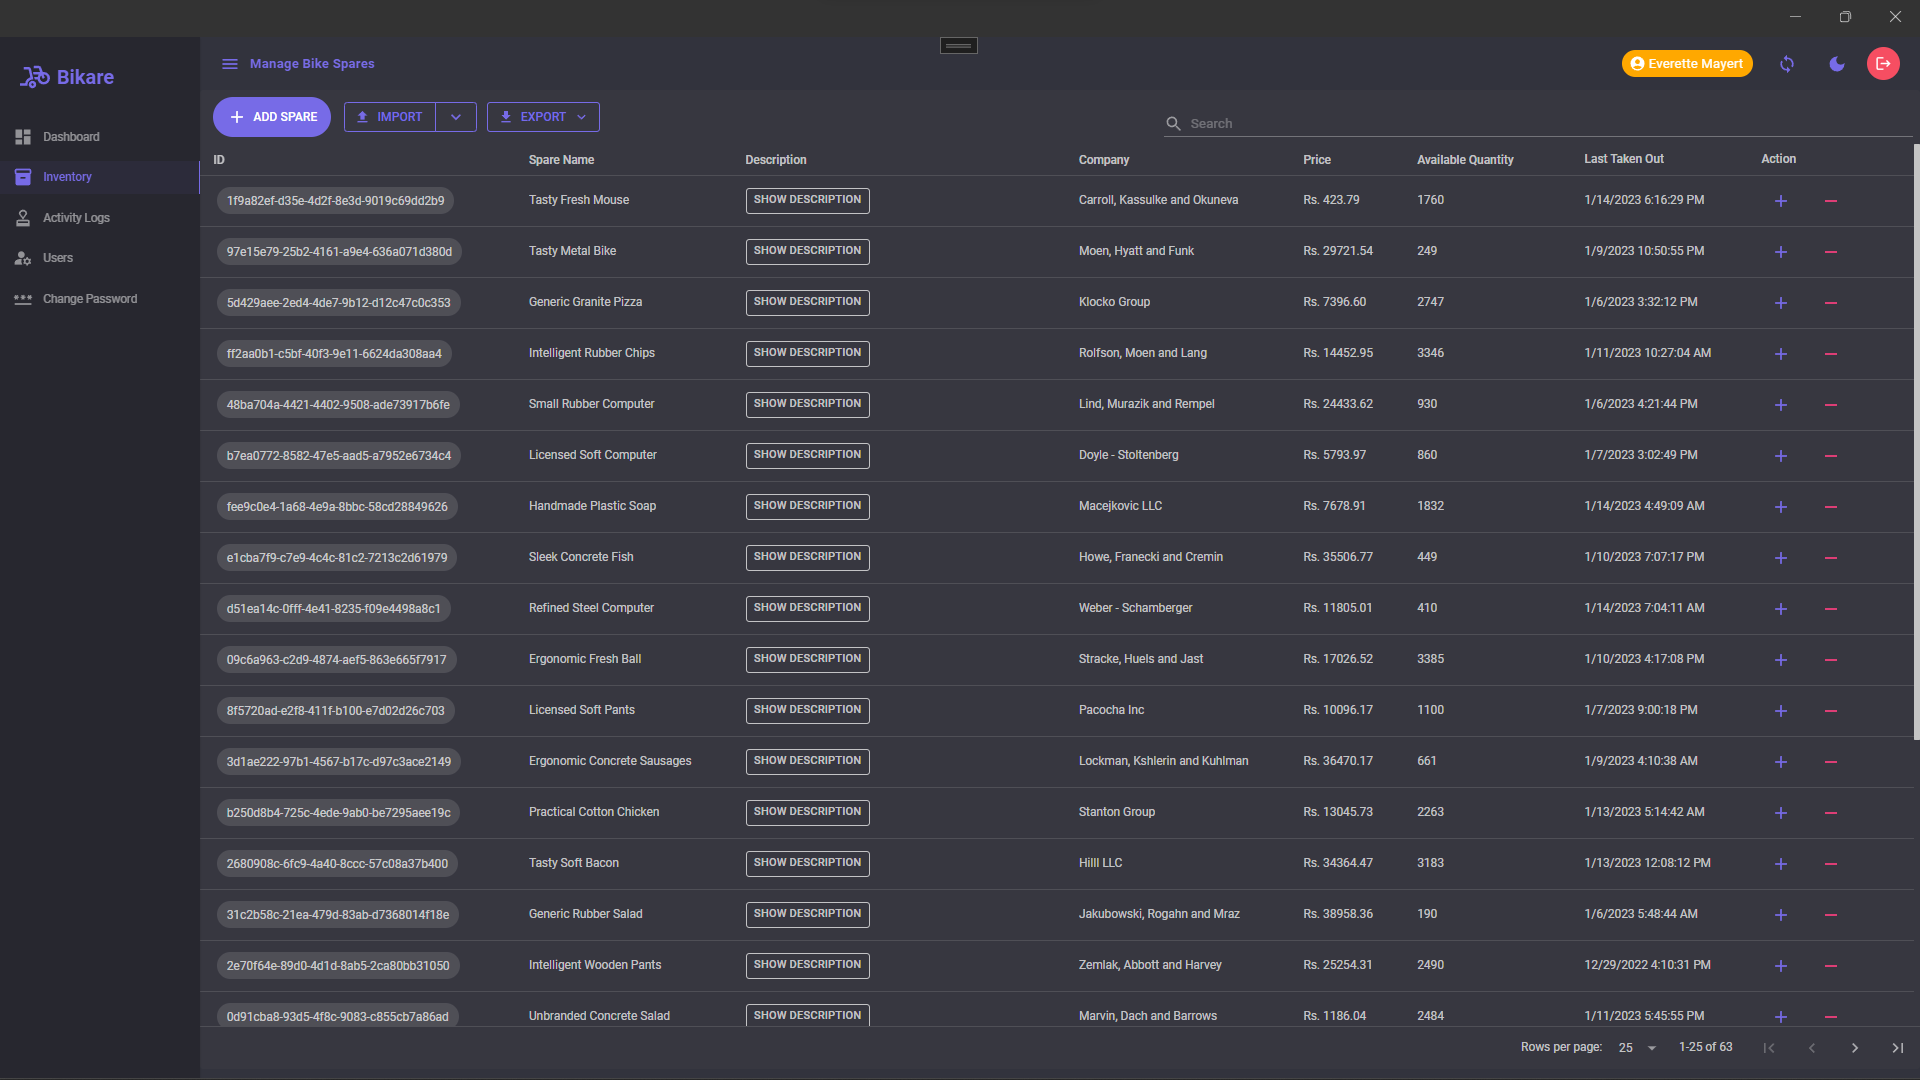 Bikare
Manage Bike Spares
Everette Mayert
Dashboard
Inventory
Activity Logs
Users
Change Password
ADD SPARE IMPORT EXPORT Search
ID Spare Name Description Company Price Available Quantity Last Taken Out Action
1f9a82ef-d35e-4d2f-8e3d-9019c69dd2b9 Tasty Fresh Mouse SHOW DESCRIPTION Carroll, Kassulke and Okuneva Rs. 423.79 1760 1/14/2023 6:16:29 PM
97e15e79-25b2-4161-a9e4-636a071d380d Tasty Metal Bike SHOW DESCRIPTION Moen, Hyatt and Funk Rs. 29721.54 249 1/9/2023 10:50:55 PM
5d429aee-2ed4-4de7-9b12-d12c47c0c353 Generic Granite Pizza SHOW DESCRIPTION Klocko Group Rs. 7396.60 2747 1/6/2023 3:32:12 PM
ff2aa0b1-c5bf-40f3-9e11-6624da308aa4 Intelligent Rubber Chips SHOW DESCRIPTION Rolfson, Moen and Lang Rs. 14452.95 3346 1/11/2023 10:27:04 AM
48ba704a-4421-4402-9508-ade73917b6fe Small Rubber Computer SHOW DESCRIPTION Lind, Murazik and Rempel Rs. 24433.62 930 1/6/2023 4:21:44 PM
b7ea0772-8582-47e5-aad5-a7952e6734c4 Licensed Soft Computer SHOW DESCRIPTION Doyle - Stoltenberg Rs. 5793.97 860 1/7/2023 3:02:49 PM
fee9c0e4-1a68-4e9a-8bbc-58cd28849626 Handmade Plastic Soap SHOW DESCRIPTION Macejkovic LLC Rs. 7678.91 1832 1/14/2023 4:49:09 AM
e1cba7f9-c7e9-4c4c-81c2-7213c2d61979 Sleek Concrete Fish SHOW DESCRIPTION Howe, Franecki and Cremin Rs. 35506.77 449 1/10/2023 7:07:17 PM
d51ea14c-0fff-4e41-8235-f09e4498a8c1 Refined Steel Computer SHOW DESCRIPTION Weber - Schamberger Rs. 11805.01 410 1/14/2023 7:04:11 AM
09c6a963-c2d9-4874-aef5-863e665f7917 Ergonomic Fresh Ball SHOW DESCRIPTION Stracke, Huels and Jast Rs. 17026.52 3385 1/10/2023 4:17:08 PM
8f5720ad-e2f8-411f-b100-e7d02d26c703 Licensed Soft Pants SHOW DESCRIPTION Pacocha Inc Rs. 10096.17 1100 1/7/2023 9:00:18 PM
3d1ae222-97b1-4567-b17c-d97c3ace2149 Ergonomic Concrete Sausages SHOW DESCRIPTION Lockman, Kshlerin and Kuhlman Rs. 36470.17 661 1/9/2023 4:10:38 AM
b250d8b4-725c-4ede-9ab0-be7295aee19c Practical Cotton Chicken SHOW DESCRIPTION Stanton Group Rs. 13045.73 2263 1/13/2023 5:14:42 AM
2680908c-6fc9-4a40-8ccc-57c08a37b400 Tasty Soft Bacon SHOW DESCRIPTION Hilll LLC Rs. 34364.47 3183 1/13/2023 12:08:12 PM
31c2b58c-21ea-479d-83ab-d7368014f18e Generic Rubber Salad SHOW DESCRIPTION Jakubowski, Rogahn and Mraz Rs. 38958.36 190 1/6/2023 5:48:44 AM
2e70f64e-89d0-4d1d-8ab5-2ca80bb31050 Intelligent Wooden Pants SHOW DESCRIPTION Zemlak, Abbott and Harvey Rs. 25254.31 2490 12/29/2022 4:10:31 PM
0d91cba8-93d5-4f8c-9083-c855cb7a86ad Unbranded Concrete Salad SHOW DESCRIPTION Marvin, Dach and Barrows Rs. 1186.04 2484 1/11/2023 5:45:55 PM
Rows per page: 25 1-25 of 63